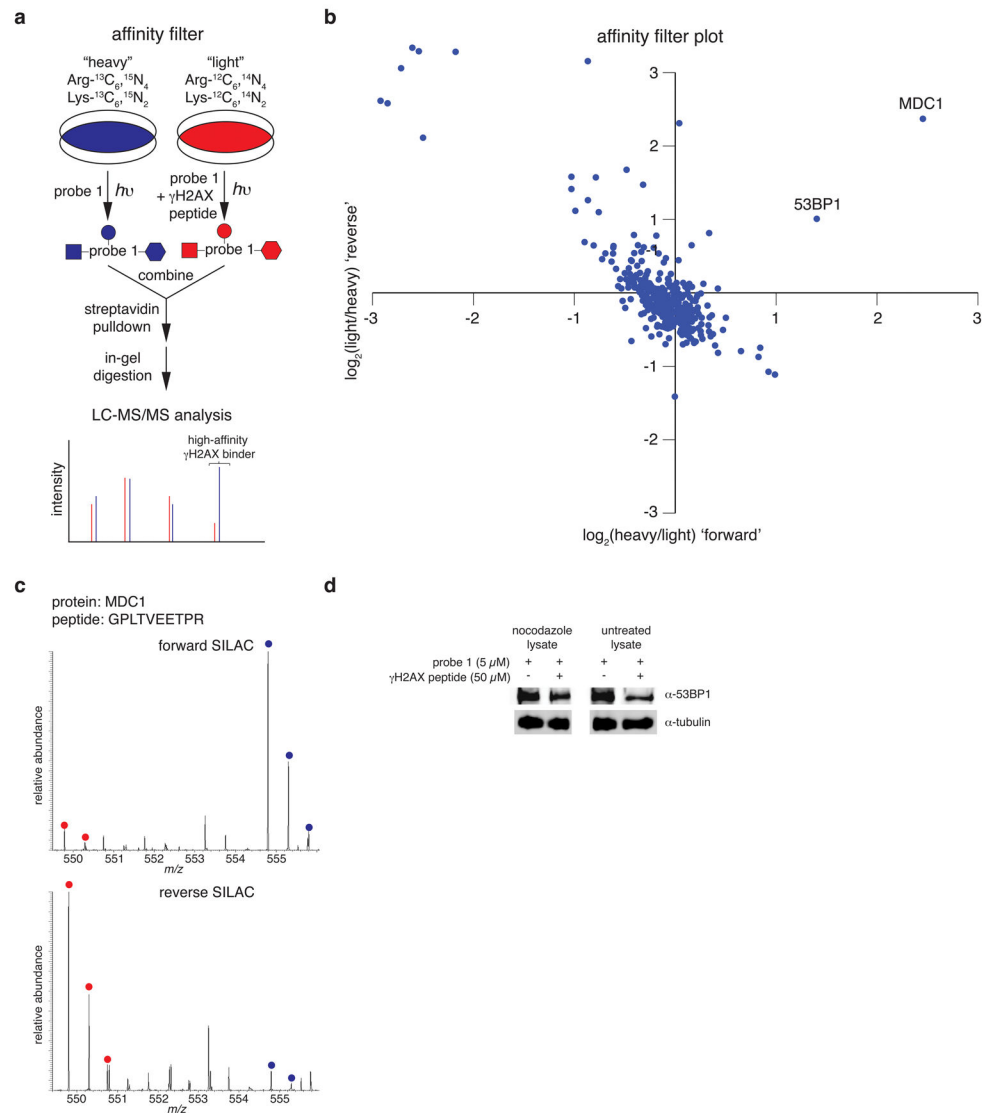 a
affinity filter
“heavy”
Arg-¹³C₆,¹⁵N₄
Lys-¹³C₆,¹⁵N₂
“light”
Arg-¹²C₆,¹⁴N₄
Lys-¹²C₆,¹⁴N₂
probe 1
hυ
probe 1
+ γH2AX
peptide
hυ
probe 1
probe 1
combine
streptavidin
pulldown
in-gel
digestion
LC-MS/MS analysis
high-affinity
γH2AX binder
intensity
b
affinity filter plot
log₂(light/heavy) ‘reverse’
3
1
-1
-1
-2
-3
-3
-2
-1
1
2
3
MDC1
53BP1
log₂(heavy/light) ‘forward’
c
protein: MDC1
peptide: GPLTVEETPR
forward SILAC
relative abundance
550 551 552 553 554 555
m/z
reverse SILAC
relative abundance
550 551 552 553 554 555
m/z
d
nocodazole
lysate
untreated
lysate
probe 1 (5 µM) + + + +
γH2AX peptide (50 µM) - + - +
α-53BP1
α-tubulin